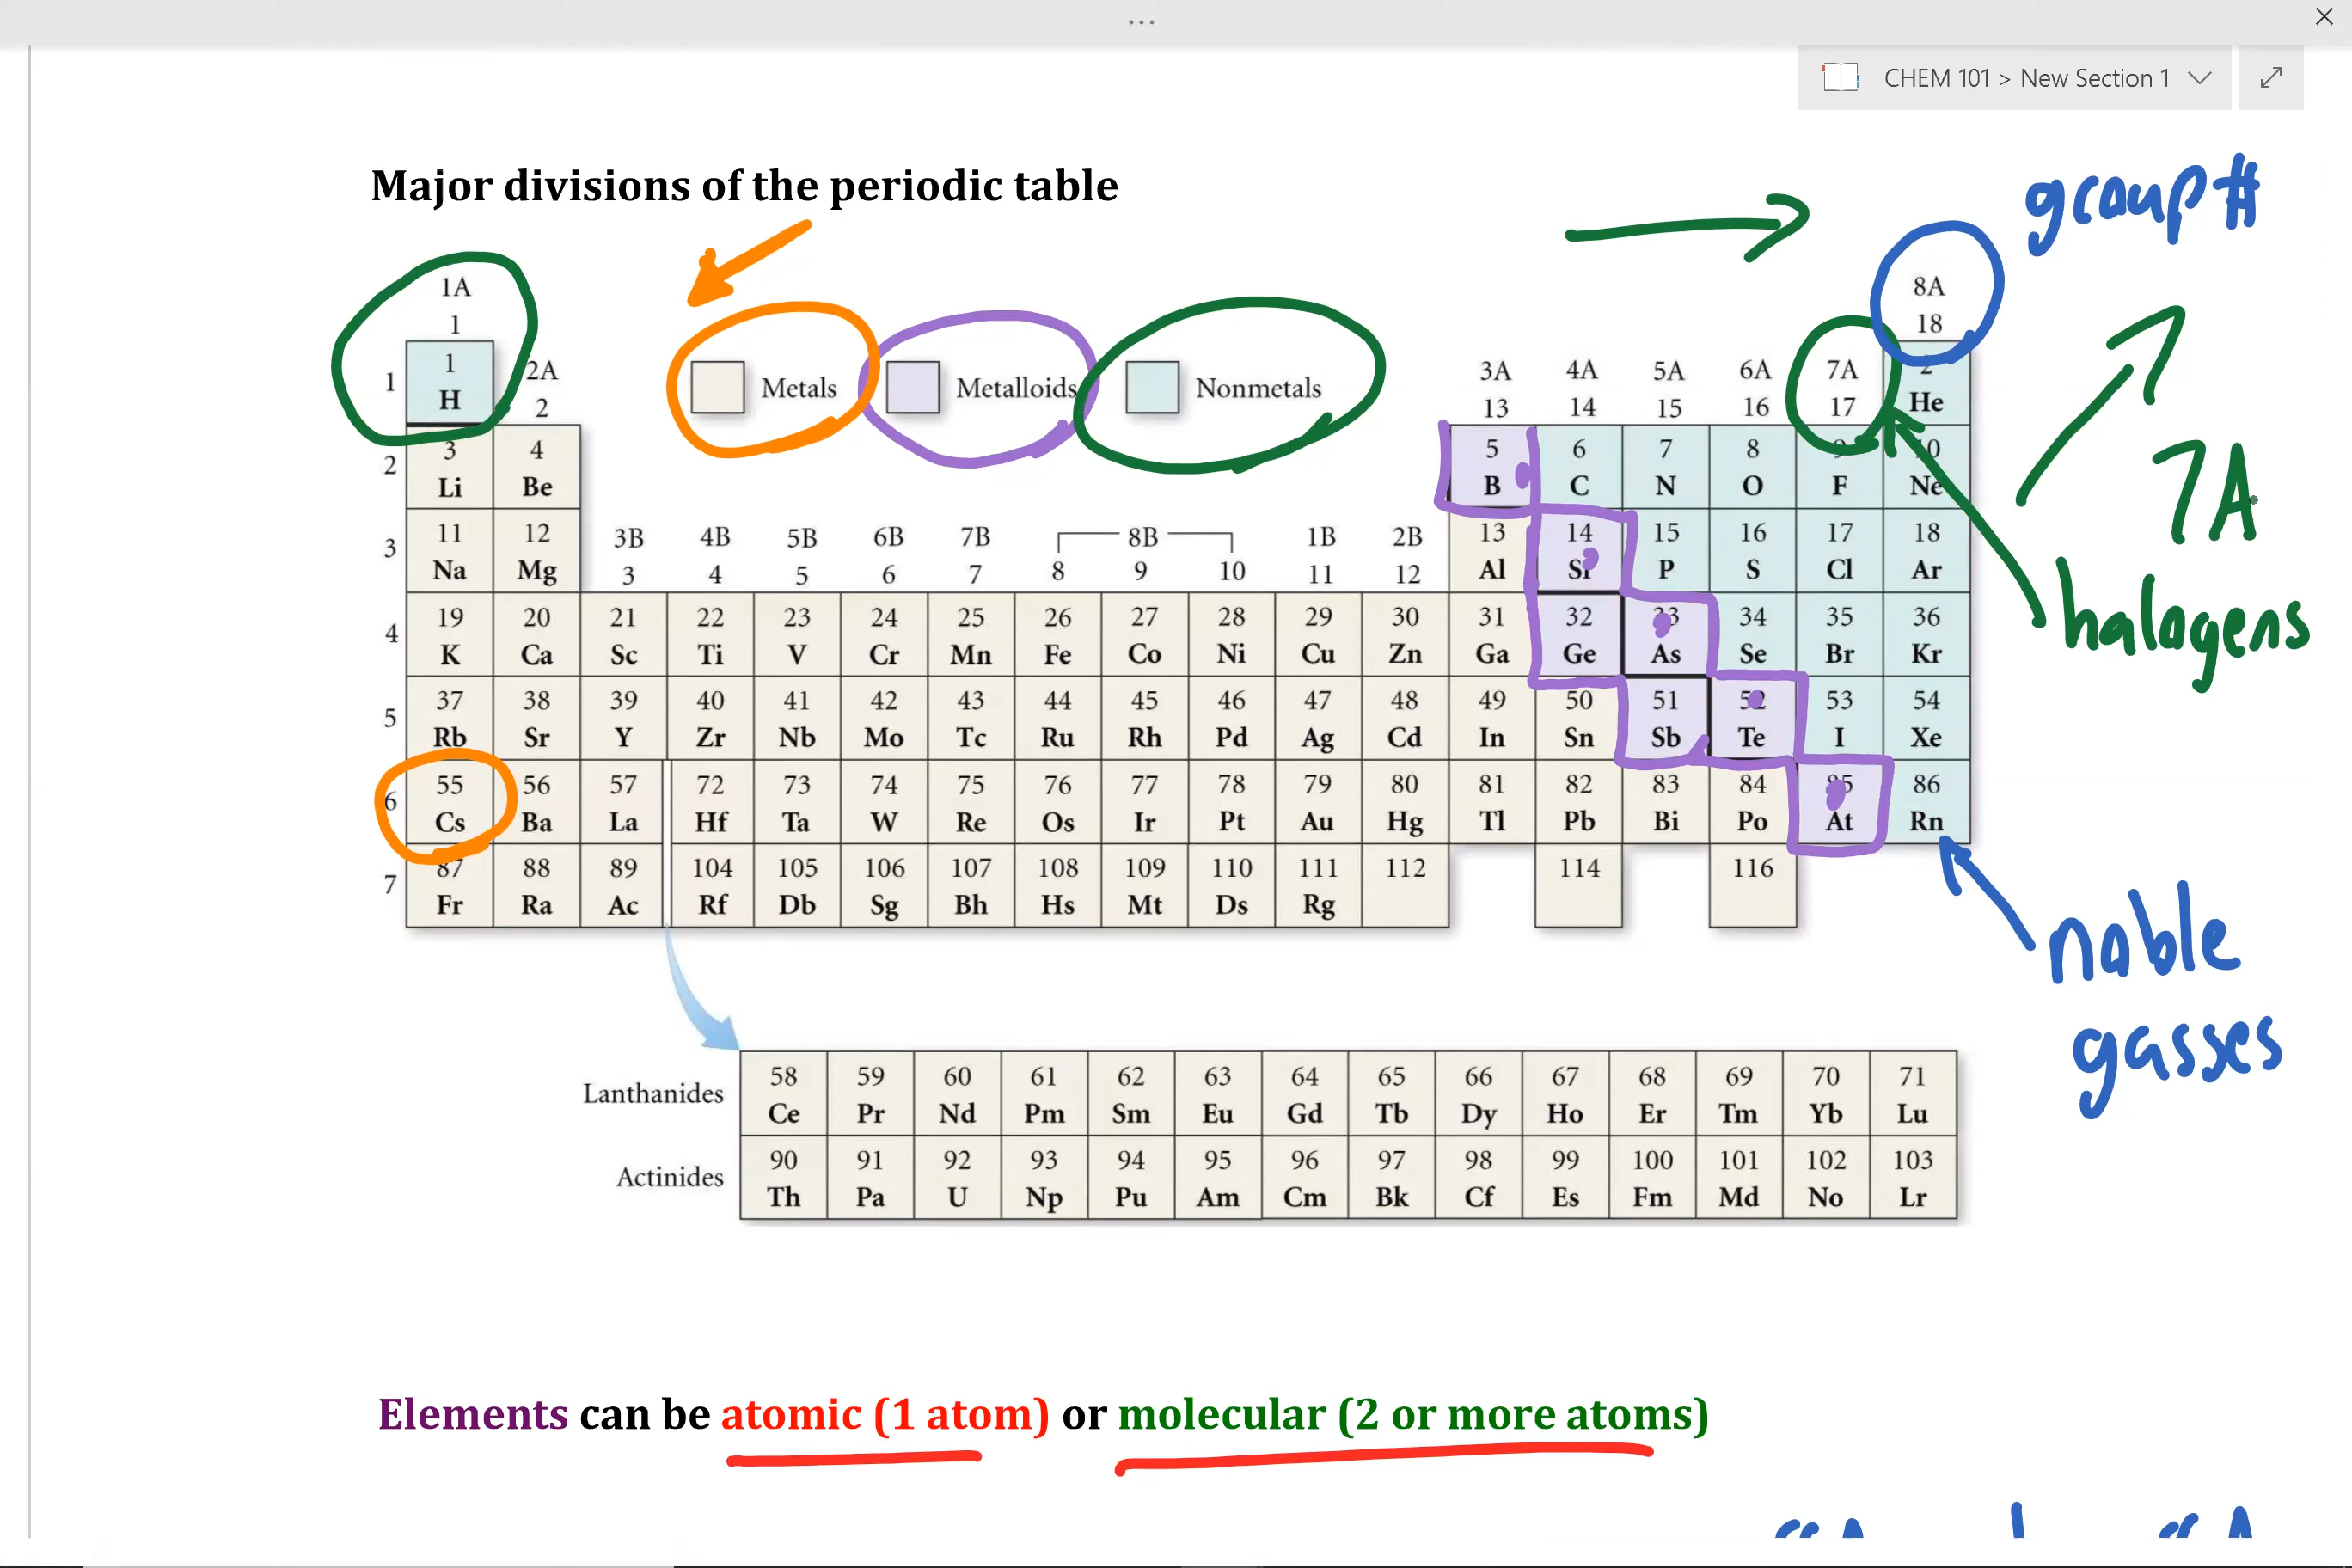 ...
CHEM 101 > New Section 1
Major divisions of the periodic table
group #
1A 8A
1 18
Metals Metalloids Nonmetals
1 2A 3A 4A 5A 6A 7A 2
1 H 2 13 14 15 16 17 He
3 4 5 6 7 8 9 10
2 Li Be B C N O F Ne
7A
11 12 3B 4B 5B 6B 7B 8B 1B 2B 13 14 15 16 17 18
3 Na Mg 3 4 5 6 7 8 9 10 11 12 Al Si P S Cl Ar
halogens
19 20 21 22 23 24 25 26 27 28 29 30 31 32 33 34 35 36
4 K Ca Sc Ti V Cr Mn Fe Co Ni Cu Zn Ga Ge As Se Br Kr
37 38 39 40 41 42 43 44 45 46 47 48 49 50 51 52 53 54
5 Rb Sr Y Zr Nb Mo Tc Ru Rh Pd Ag Cd In Sn Sb Te I Xe
55 56 57 72 73 74 75 76 77 78 79 80 81 82 83 84 85 86
6 Cs Ba La Hf Ta W Re Os Ir Pt Au Hg Tl Pb Bi Po At Rn
87 88 89 104 105 106 107 108 109 110 111 112 114 116
7 Fr Ra Ac Rf Db Sg Bh Hs Mt Ds Rg
noble
gasses
58 59 60 61 62 63 64 65 66 67 68 69 70 71
Lanthanides Ce Pr Nd Pm Sm Eu Gd Tb Dy Ho Er Tm Yb Lu
90 91 92 93 94 95 96 97 98 99 100 101 102 103
Actinides Th Pa U Np Pu Am Cm Bk Cf Es Fm Md No Lr
Elements can be atomic (1 atom) or molecular (2 or more atoms)